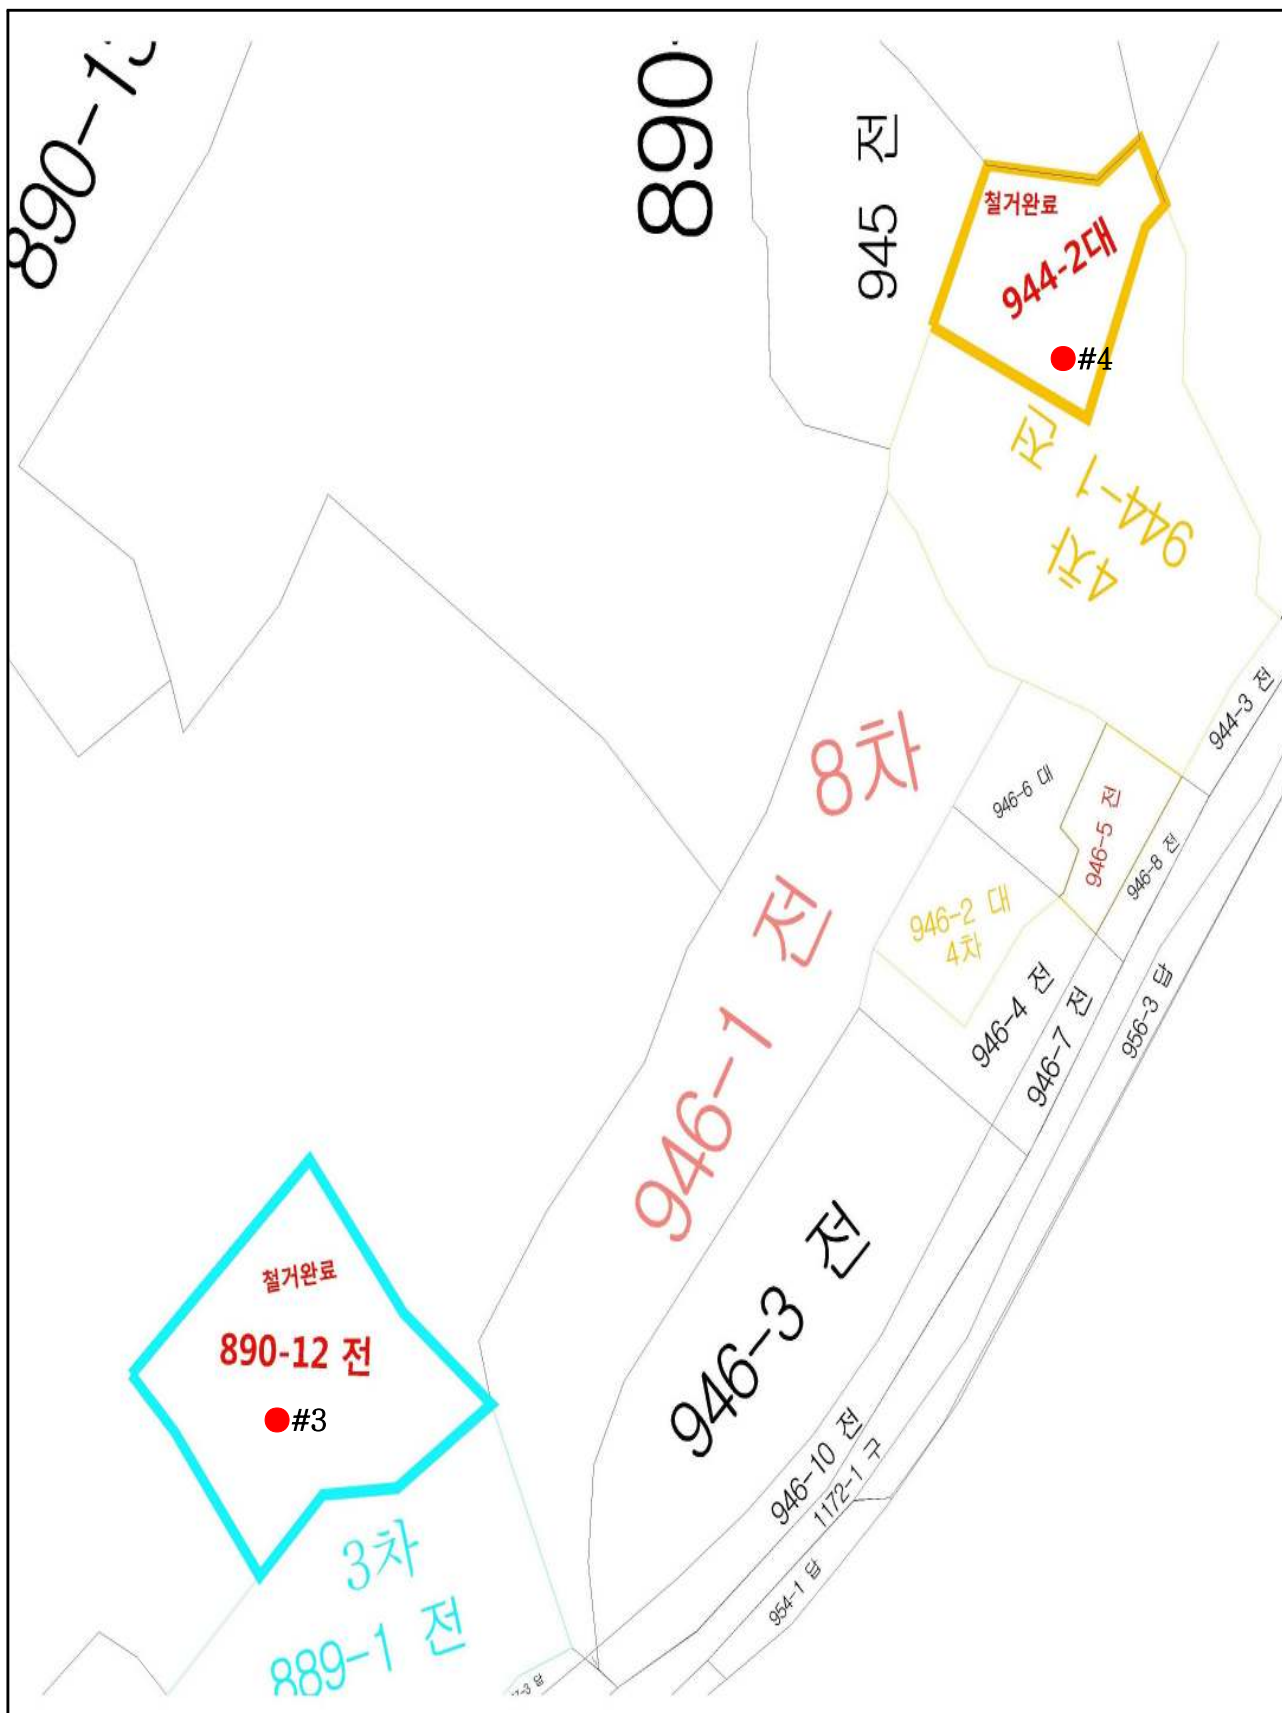 890-1
890-
945 전
철거완료
944-2대
#4
944-1 전
4차
944-3 전
8차
946-1 전
946-6 대
946-5 전
946-8 전
946-2 대
4차
946-4 전
946-7 전
956-3 답
946-3 전
철거완료
890-12 전
#3
946-10 전
1172-1 구
954-1 답
3차
889-1 전
-3 답